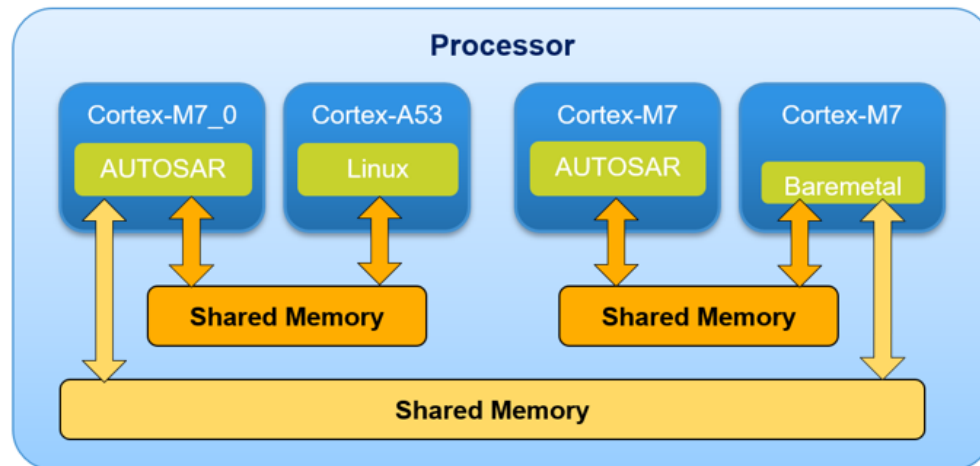 Processor
Cortex-M7_0
Cortex-A53
Cortex-M7
Cortex-M7
AUTOSAR
Linux
AUTOSAR
Baremetal
Shared Memory
Shared Memory
Shared Memory